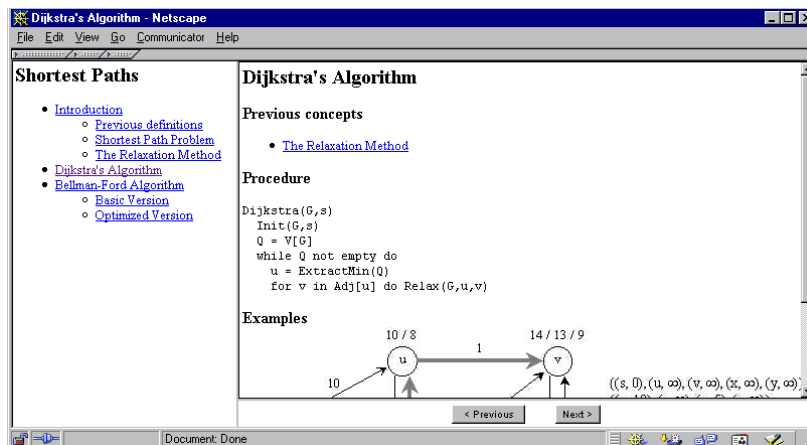 Dijkstra's Algorithm - Netscape
File Edit View Go Communicator Help
Shortest Paths
Introduction
Previous definitions
Shortest Path Problem
The Relaxation Method
Dijkstra's Algorithm
Bellman-Ford Algorithm
Basic Version
Optimized Version
Dijkstra's Algorithm
Previous concepts
The Relaxation Method
Procedure
Dijkstra(G,s)
Init(G,s)
Q = V[G]
while Q not empty do
u = ExtractMin(Q)
for v in Adj[u] do Relax(G,u,v)
Examples
10 / 8
14 / 13 / 9
1
u
v
10
((s, 0),(u, ∞),(v, ∞),(x, ∞),(y, ∞))
< Previous
Next >
Document: Done